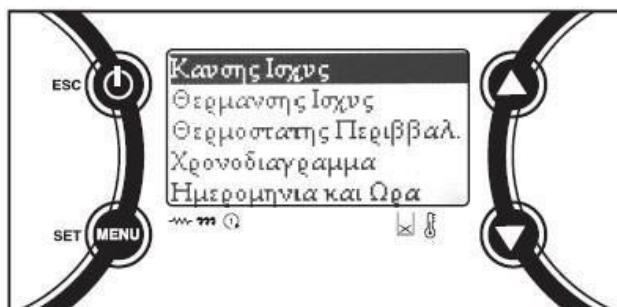 ESC
Καυσης Ισχυς
Θερμανσης Ισχυς
Θερμοστατης Περιββαλ.
Χρονοδιαγραμμα
Ημερομηνια και Ωρα
SET MENU